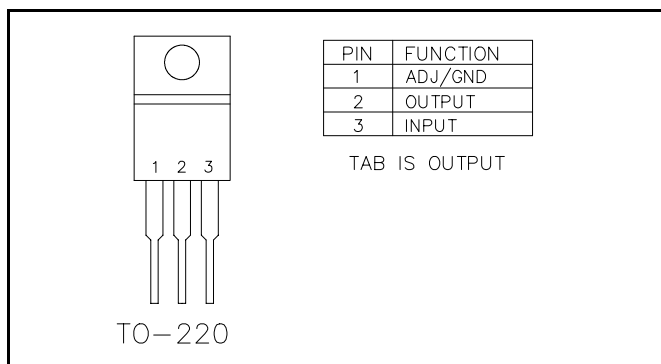 1 2 3
TO-220
PIN FUNCTION
1 ADJ/GND
2 OUTPUT
3 INPUT
TAB IS OUTPUT